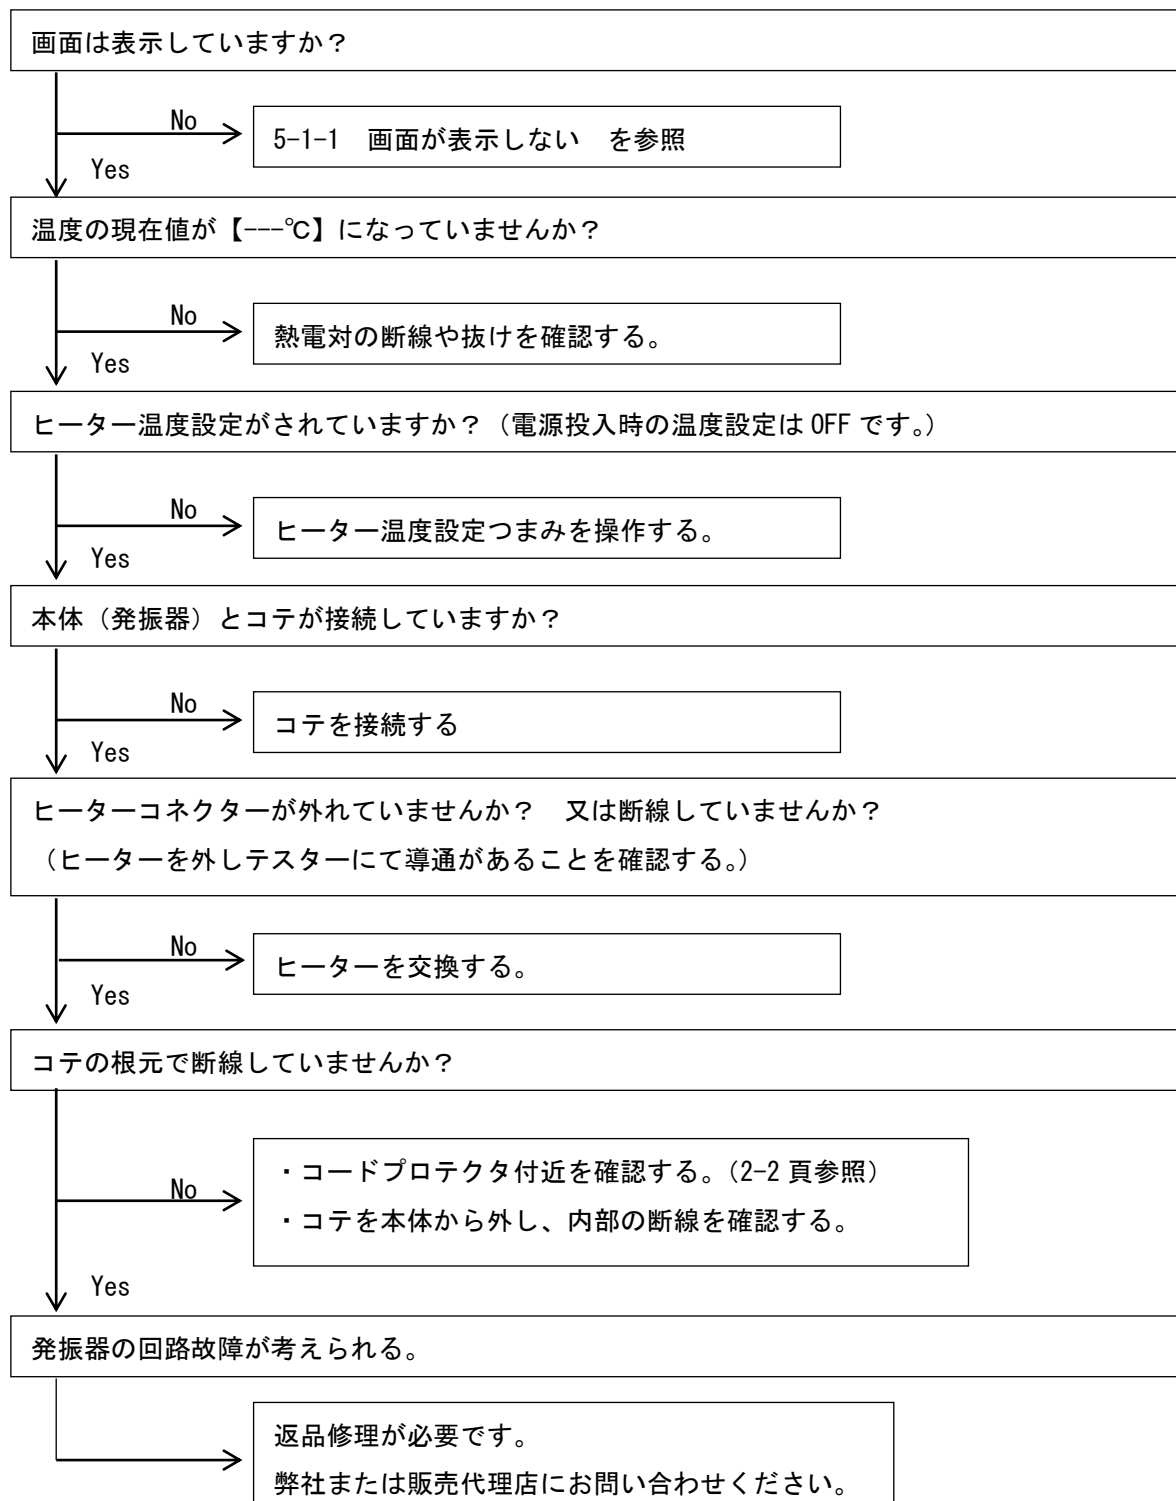 画面は表示していますか？
No
5-1-1　画面が表示しない　を参照
Yes
温度の現在値が【---℃】になっていませんか？
No
熱電対の断線や抜けを確認する。
Yes
ヒーター温度設定がされていますか？（電源投入時の温度設定は OFF です。）
No
ヒーター温度設定つまみを操作する。
Yes
本体（発振器）とコテが接続していますか？
No
コテを接続する
Yes
ヒーターコネクターが外れていませんか？　又は断線していませんか？
（ヒーターを外しテスターにて導通があることを確認する。）
No
ヒーターを交換する。
Yes
コテの根元で断線していませんか？
・コードプロテクタ付近を確認する。（2-2 頁参照）
No
・コテを本体から外し、内部の断線を確認する。
Yes
発振器の回路故障が考えられる。
返品修理が必要です。
弊社または販売代理店にお問い合わせください。